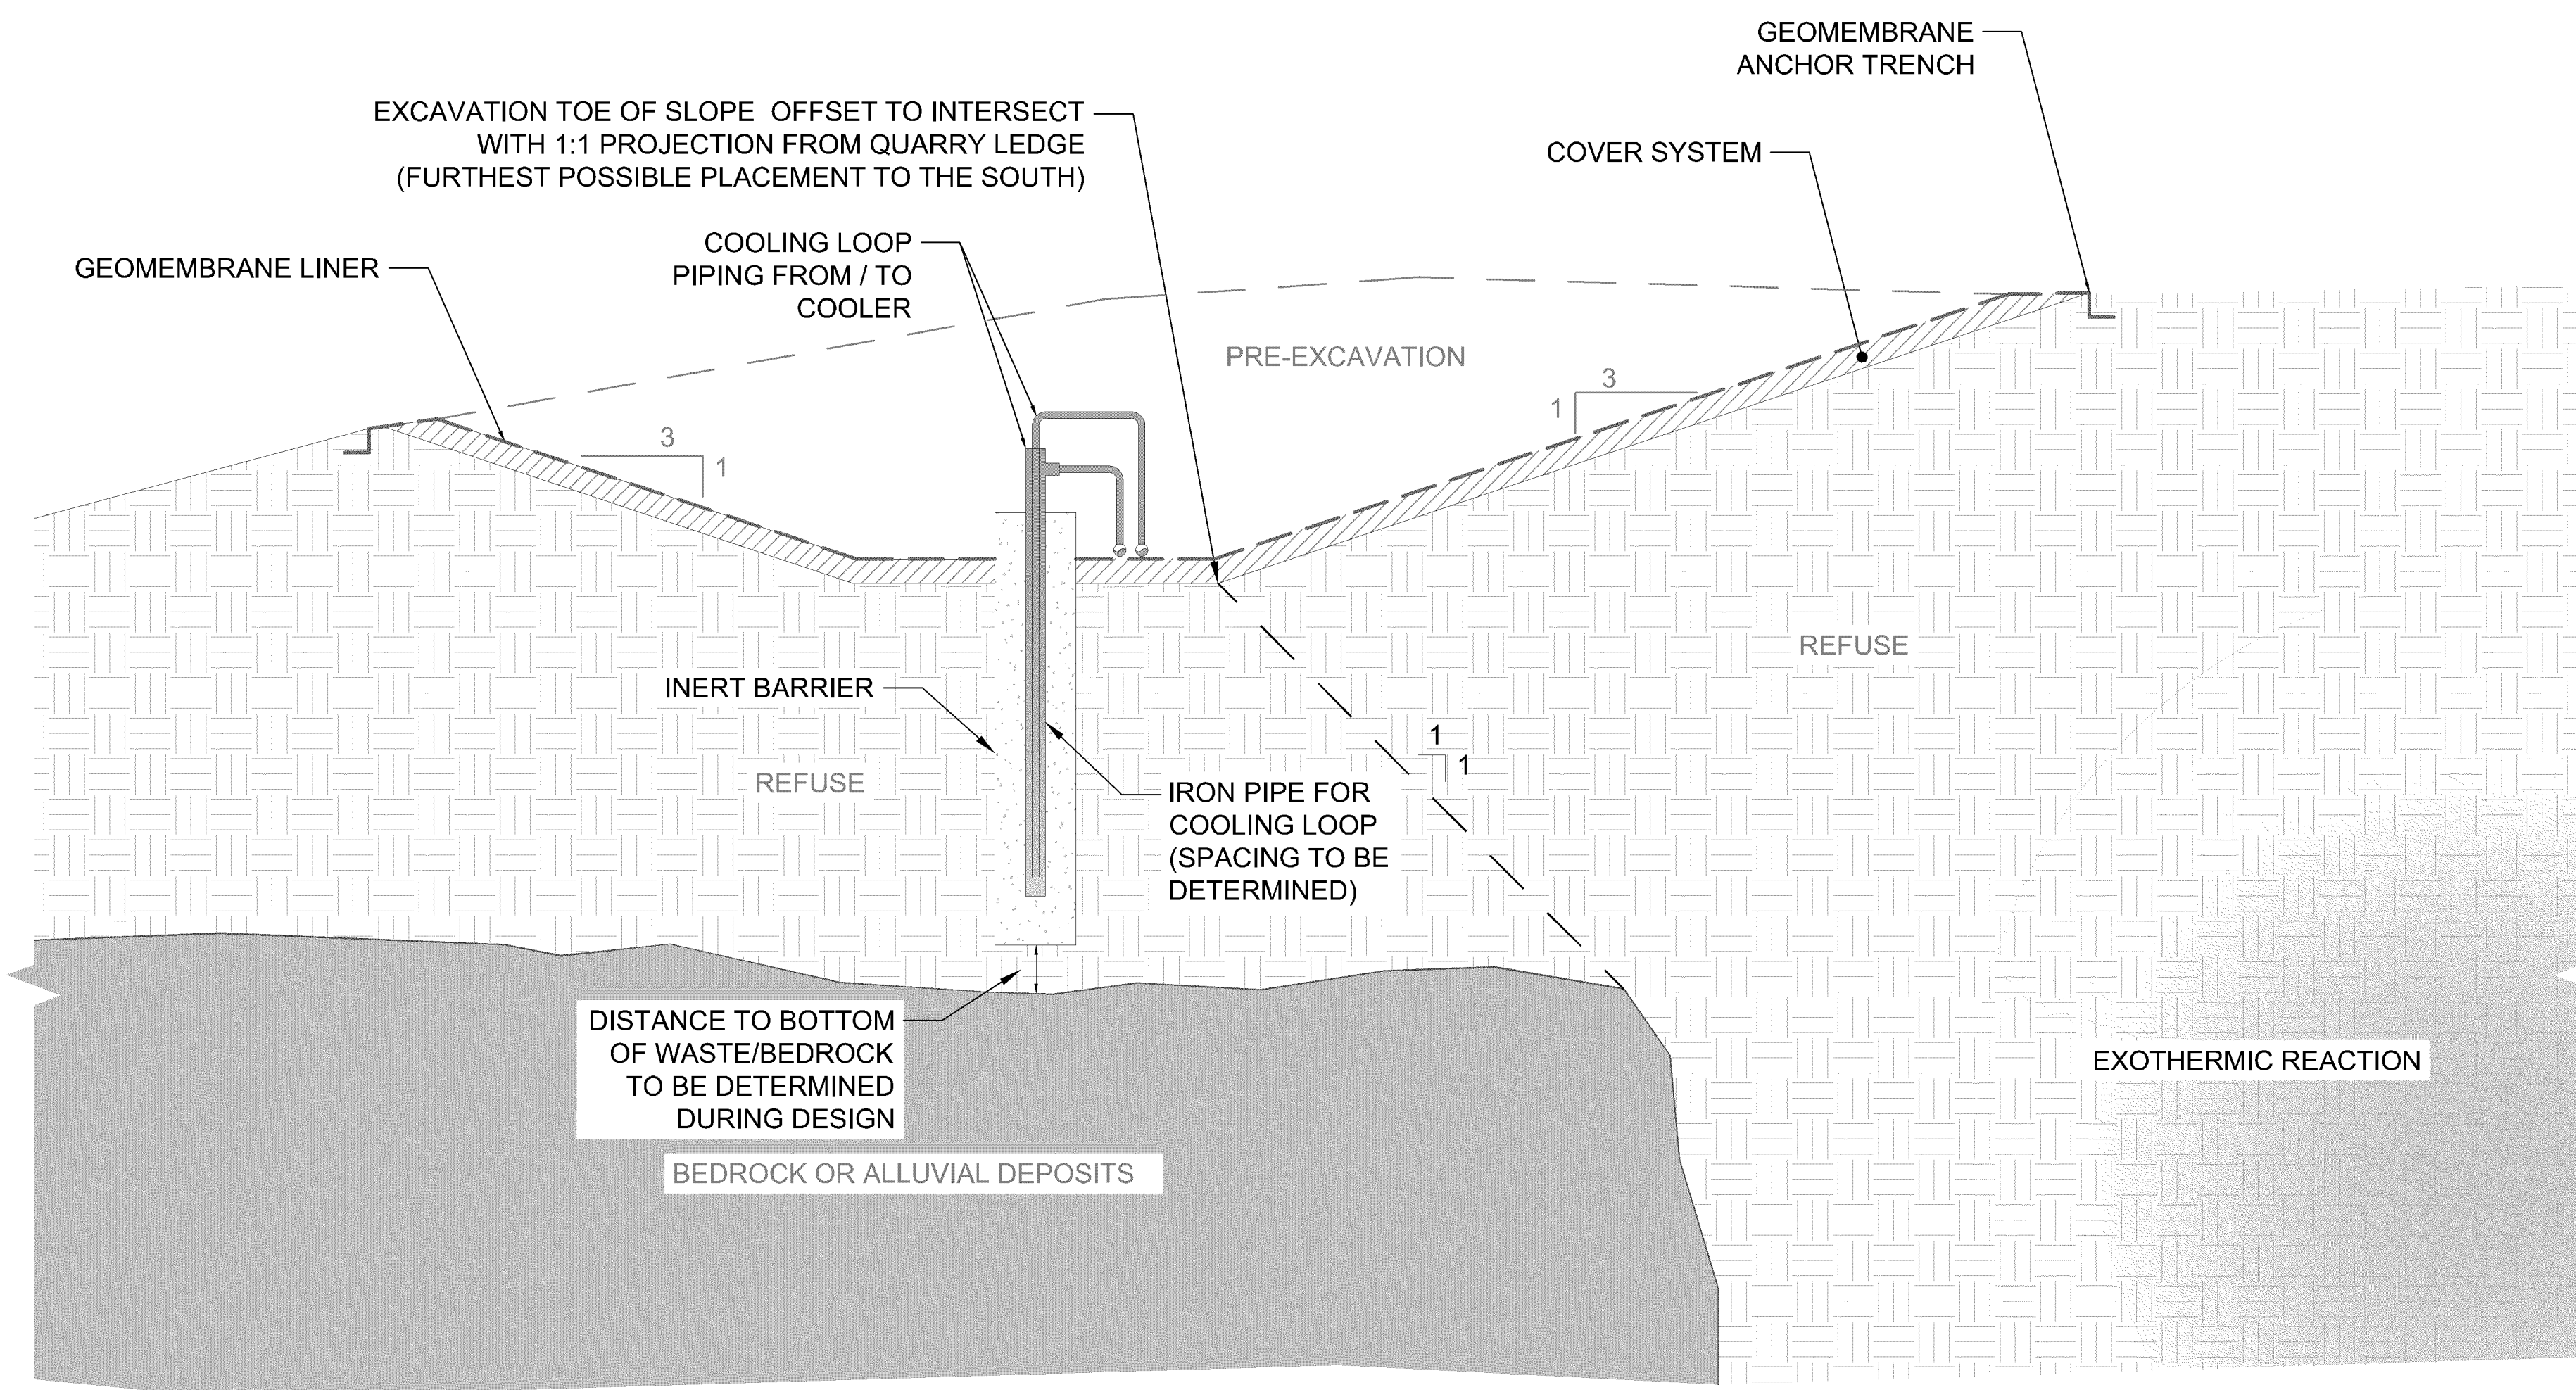 GEOMEMBRANE
ANCHOR TRENCH
EXCAVATION TOE OF SLOPE  OFFSET TO INTERSECT
WITH 1:1 PROJECTION FROM QUARRY LEDGE
(FURTHEST POSSIBLE PLACEMENT TO THE SOUTH)
COVER SYSTEM
COOLING LOOP
PIPING FROM / TO
COOLER
GEOMEMBRANE LINER
PRE-EXCAVATION
3
1
3
1
REFUSE
INERT BARRIER
1
1
REFUSE
IRON PIPE FOR
COOLING LOOP
(SPACING TO BE
DETERMINED)
DISTANCE TO BOTTOM
OF WASTE/BEDROCK
TO BE DETERMINED
DURING DESIGN
EXOTHERMIC REACTION
BEDROCK OR ALLUVIAL DEPOSITS